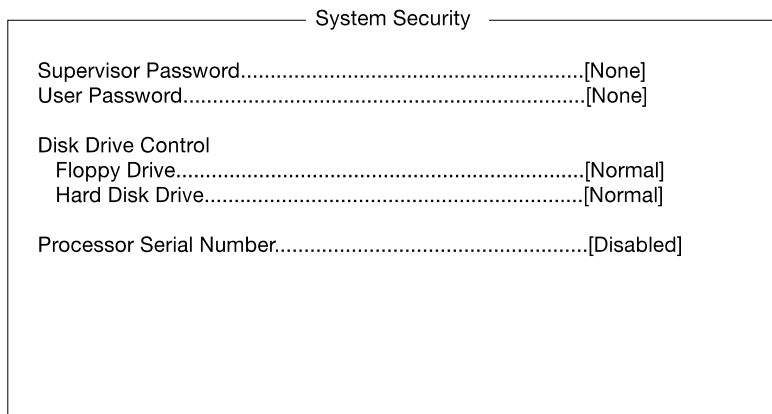 System Security
Supervisor Password..........................................................[None]
User Password....................................................................[None]
Disk Drive Control
Floppy Drive.....................................................................[Normal]
Hard Disk Drive................................................................[Normal]
Processor Serial Number.....................................................[Disabled]